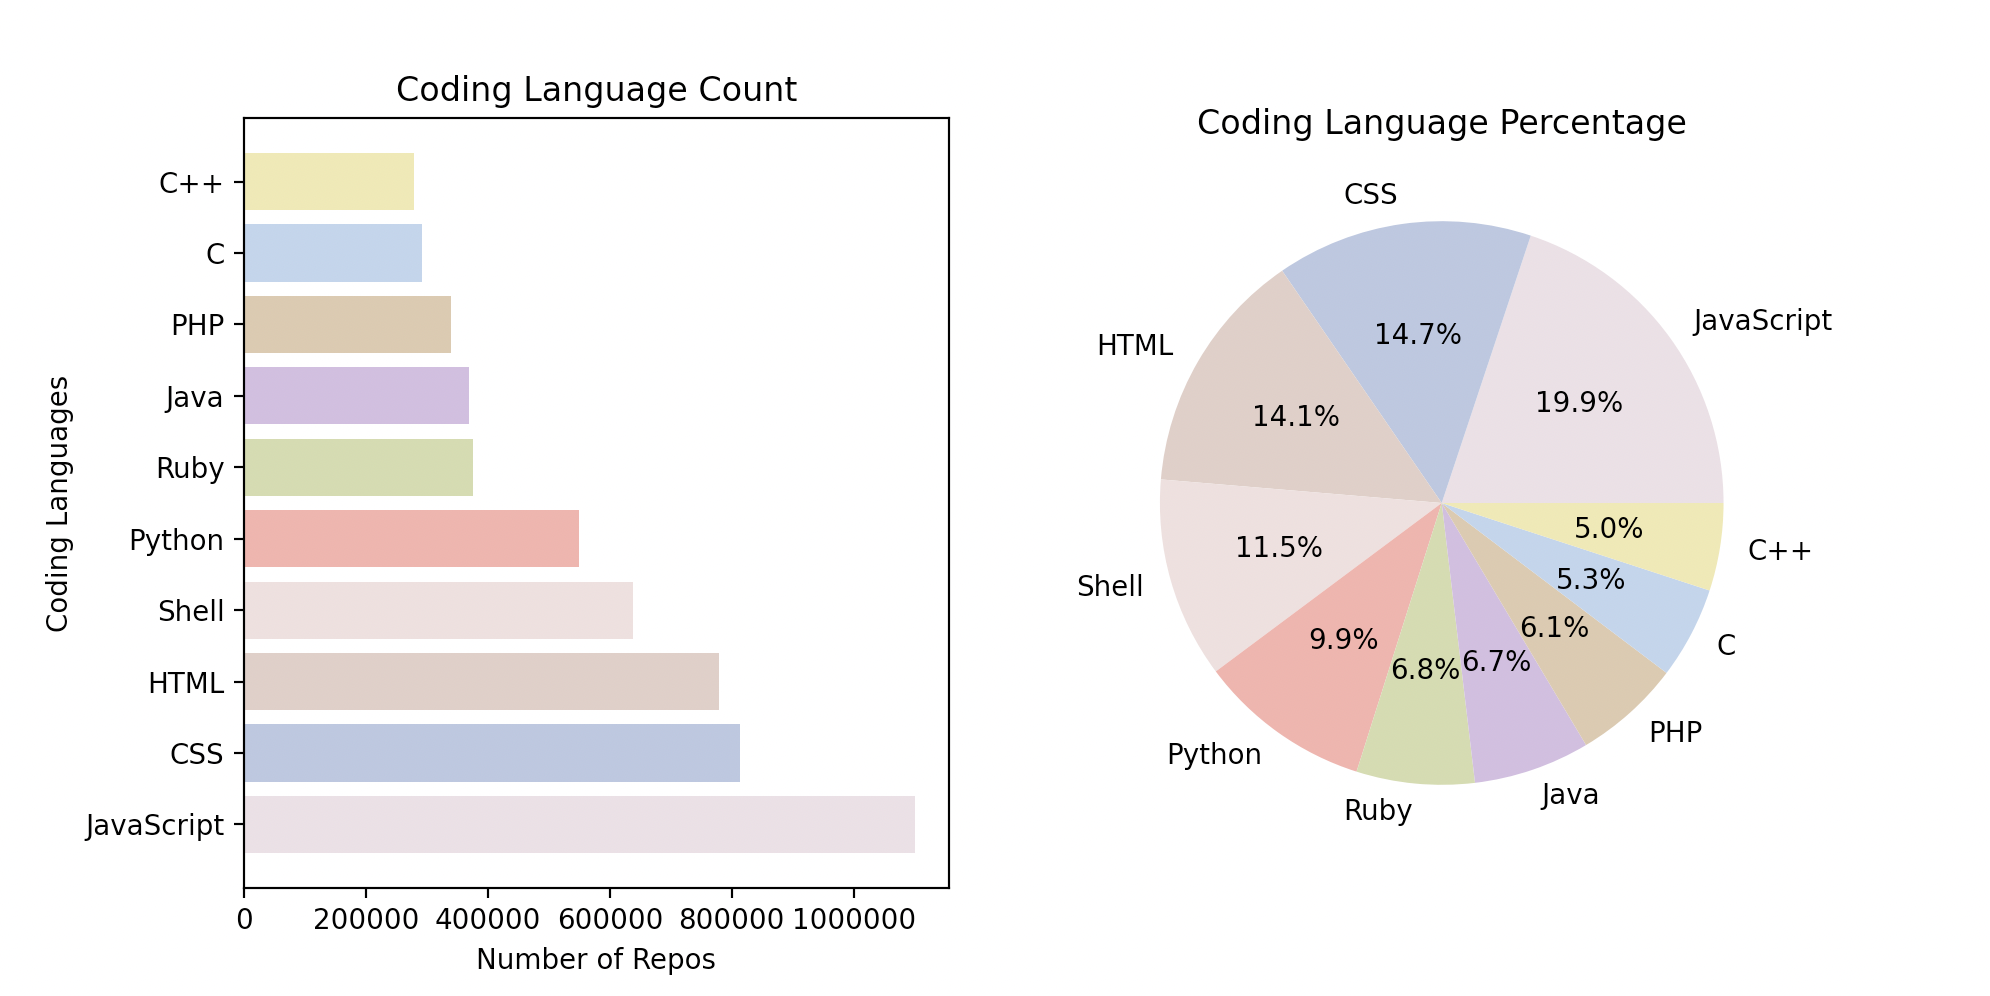 Coding Language Count
Coding Languages
C++
C
PHP
Java
Ruby
Python
Shell
HTML
CSS
JavaScript
0 200000 400000 600000 800000 1000000
Number of Repos
Coding Language Percentage
CSS
JavaScript
HTML
14.7%
19.9%
14.1%
11.5%
5.0%
C++
5.3%
Shell
9.9%
6.1%
C
6.8%
6.7%
PHP
Python
Java
Ruby